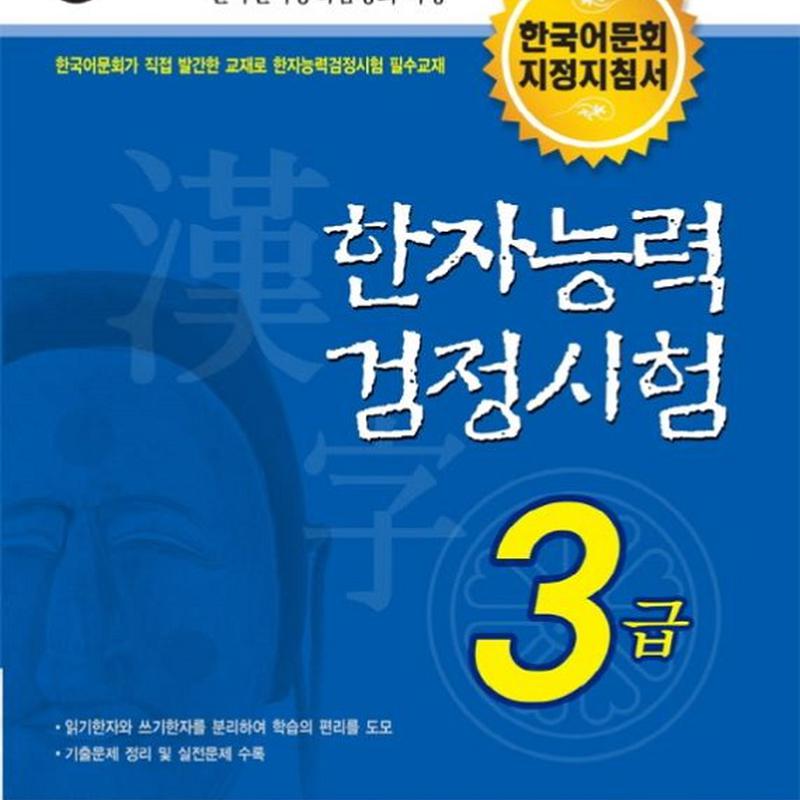 한국어문회가 직접 발간한 교재로 한자능력검정시험 필수교재
한국어문회
지정지침서
漢
字
한자능력
검정시험
3급
• 읽기한자와 쓰기한자를 분리하여 학습의 편리를 도모
• 기출문제 정리 및 실전문제 수록